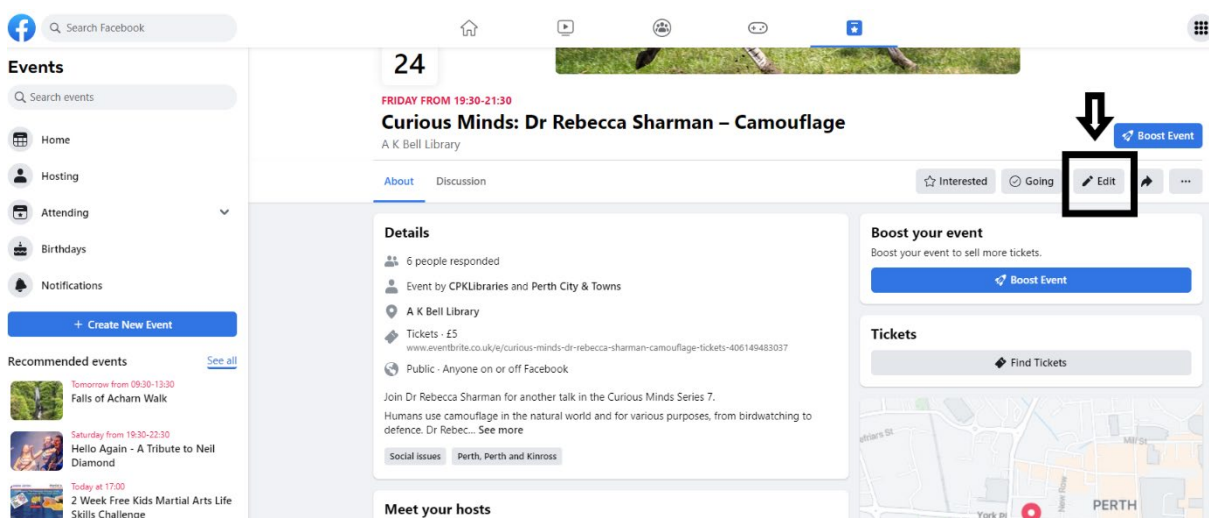 Search Facebook
Events
Search events
Home
Hosting
Attending
Birthdays
Notifications
+ Create New Event
Recommended events See all
Tomorrow from 09:30-13:30
Falls of Acharn Walk
Saturday from 19:30-22:30
Hello Again - A Tribute to Neil
Diamond
Today at 17:00
2 Week Free Kids Martial Arts Life
Skills Challenge
24
FRIDAY FROM 19:30-21:30
Curious Minds: Dr Rebecca Sharman – Camouflage
A K Bell Library
Boost Event
About Discussion
Interested Going Edit
Details
6 people responded
Event by CPKLibraries and Perth City & Towns
A K Bell Library
Tickets · £5
www.eventbrite.co.uk/e/curious-minds-dr-rebecca-sharman-camouflage-tickets-406149483037
Public · Anyone on or off Facebook
Join Dr Rebecca Sharman for another talk in the Curious Minds Series 7.
Humans use camouflage in the natural world and for various purposes, from birdwatching to
defence. Dr Rebec... See more
Social issues Perth, Perth and Kinross
Meet your hosts
Boost your event
Boost your event to sell more tickets.
Boost Event
Tickets
Find Tickets
Mill St
New Row
York Pl
PERTH